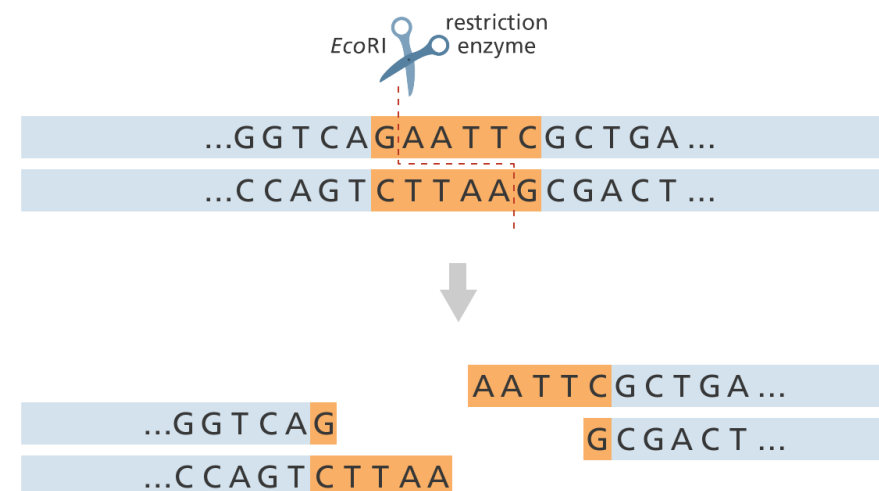 EcoRI
restriction
enzyme
...GGTCAGAATTCGCTGA...
...CCAGTCTTAAGCGACT...
AATTCGCTGA...
...GGTCAG
GCGACT...
...CCAGTCTTAA